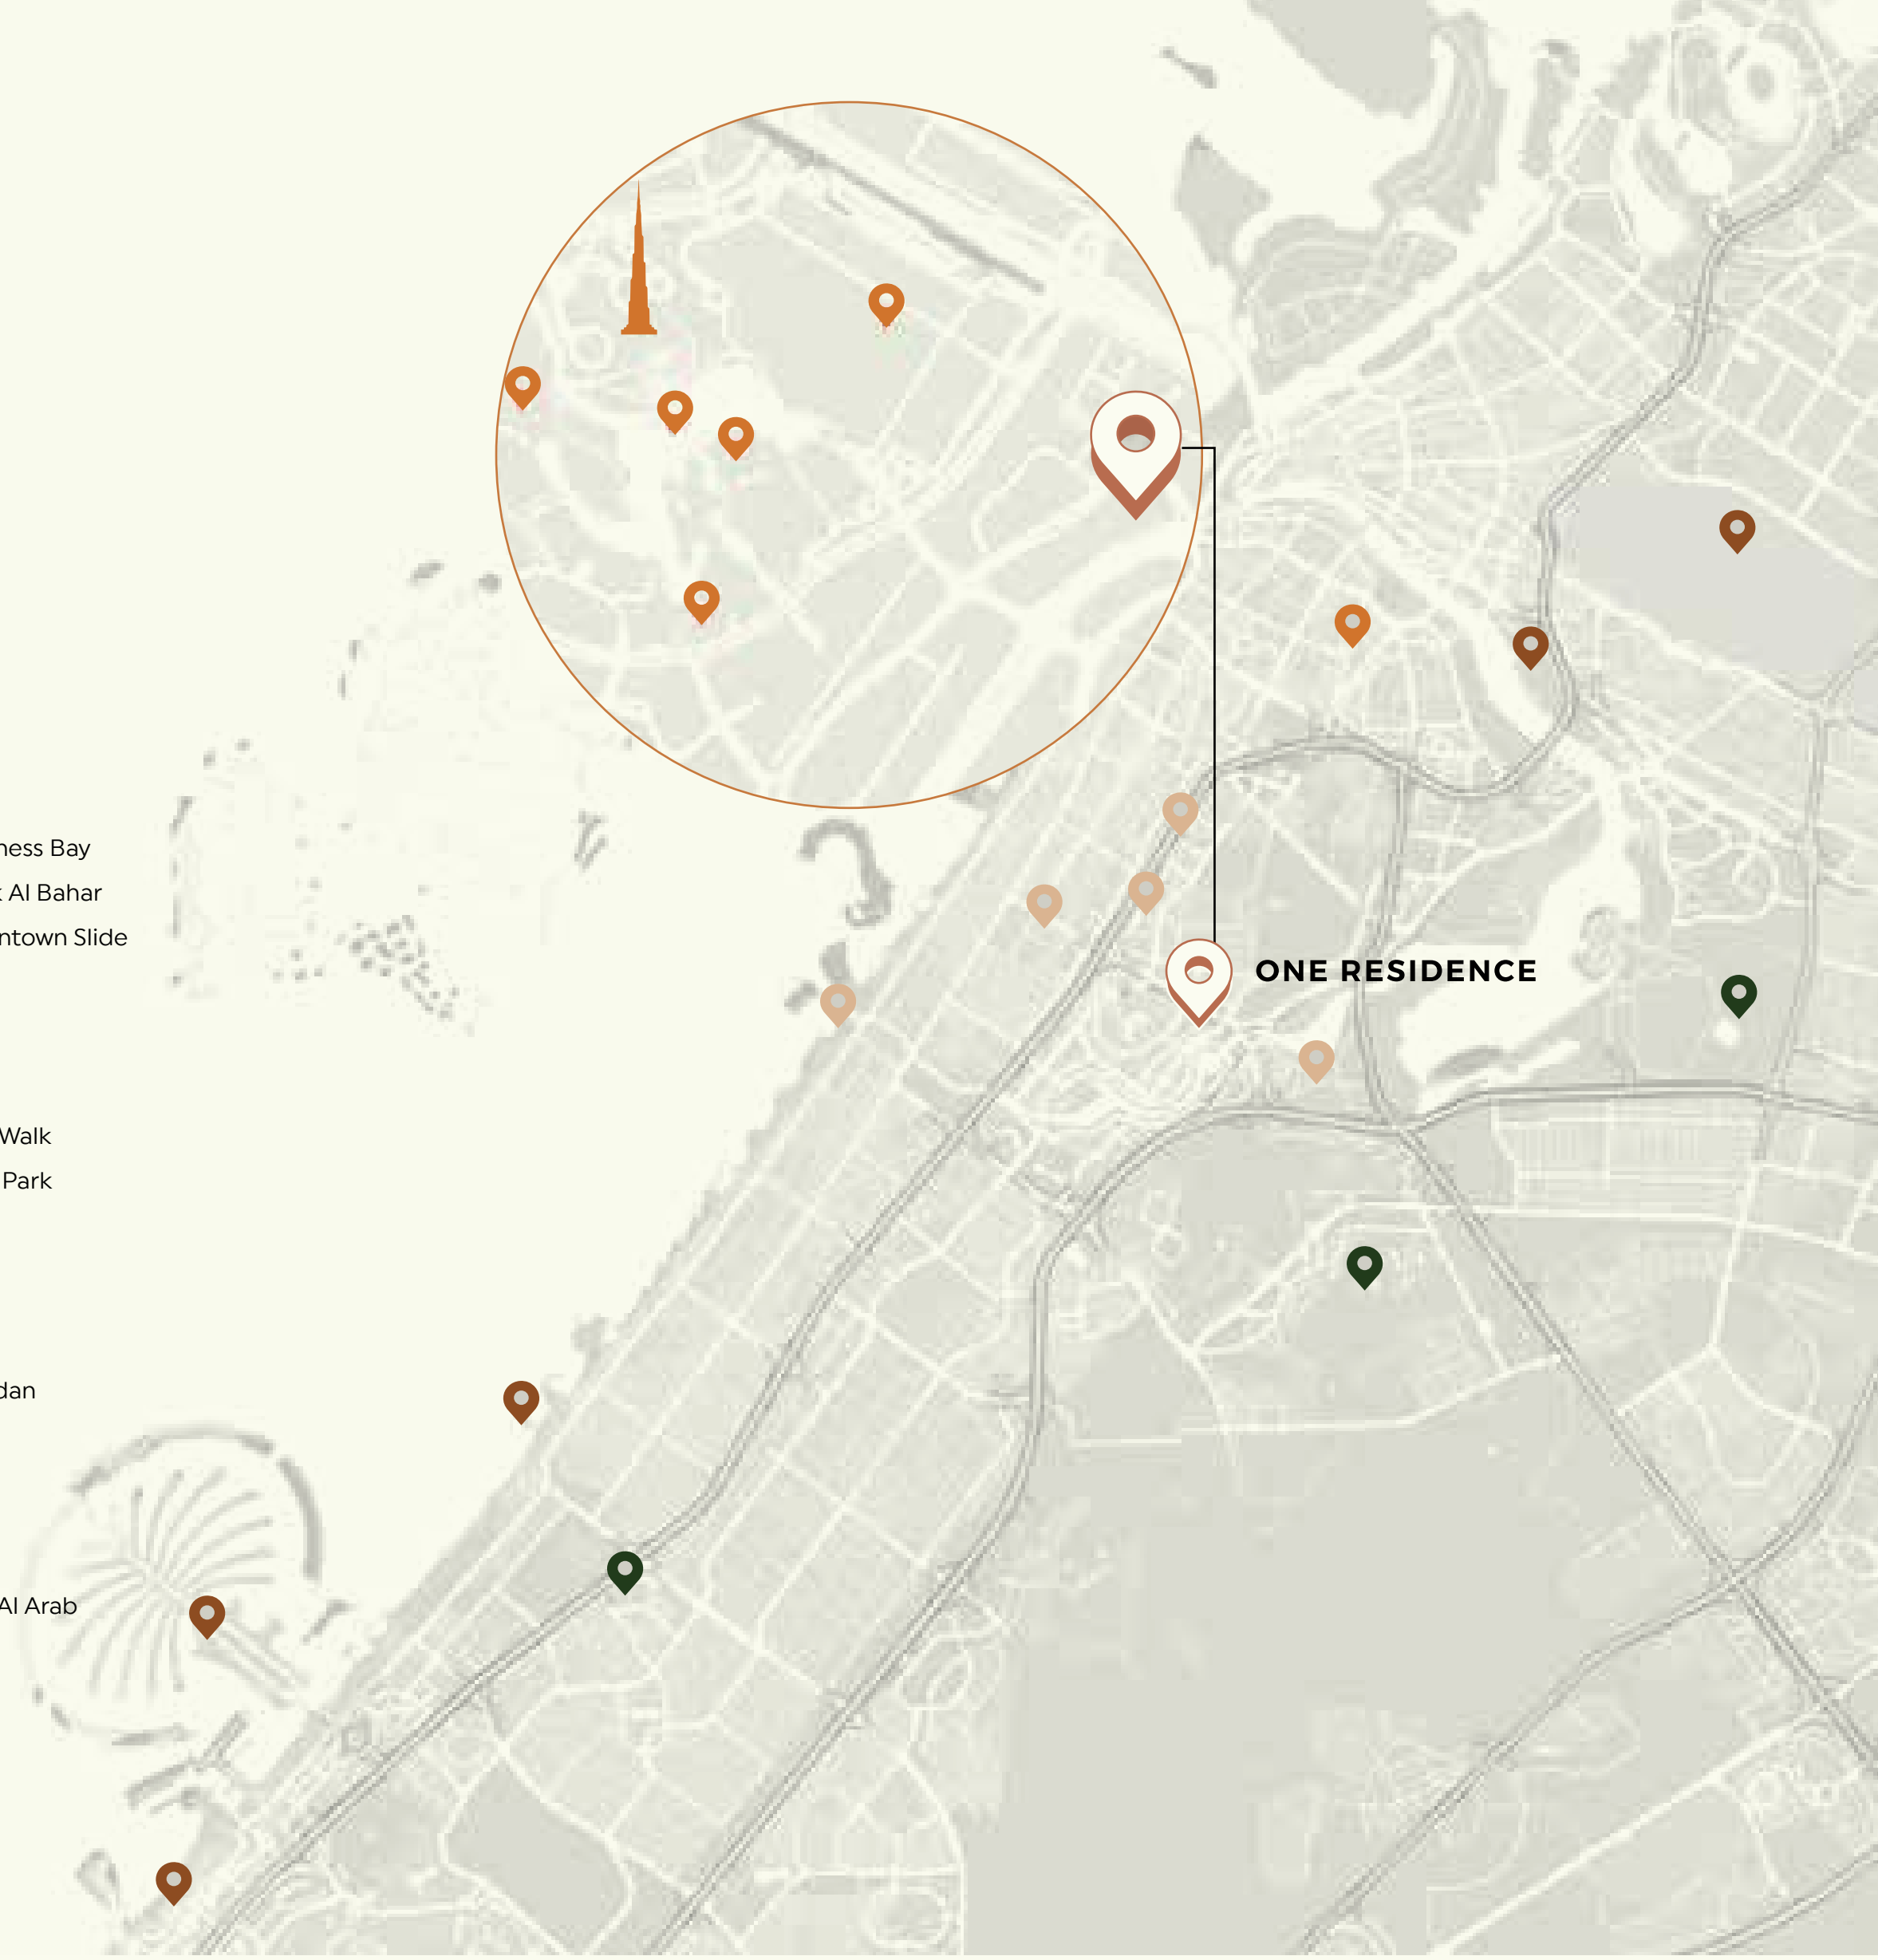 ness Bay
Al Bahar
ntown Slide
ONE RESIDENCE
Walk
Park
dan
Al Arab